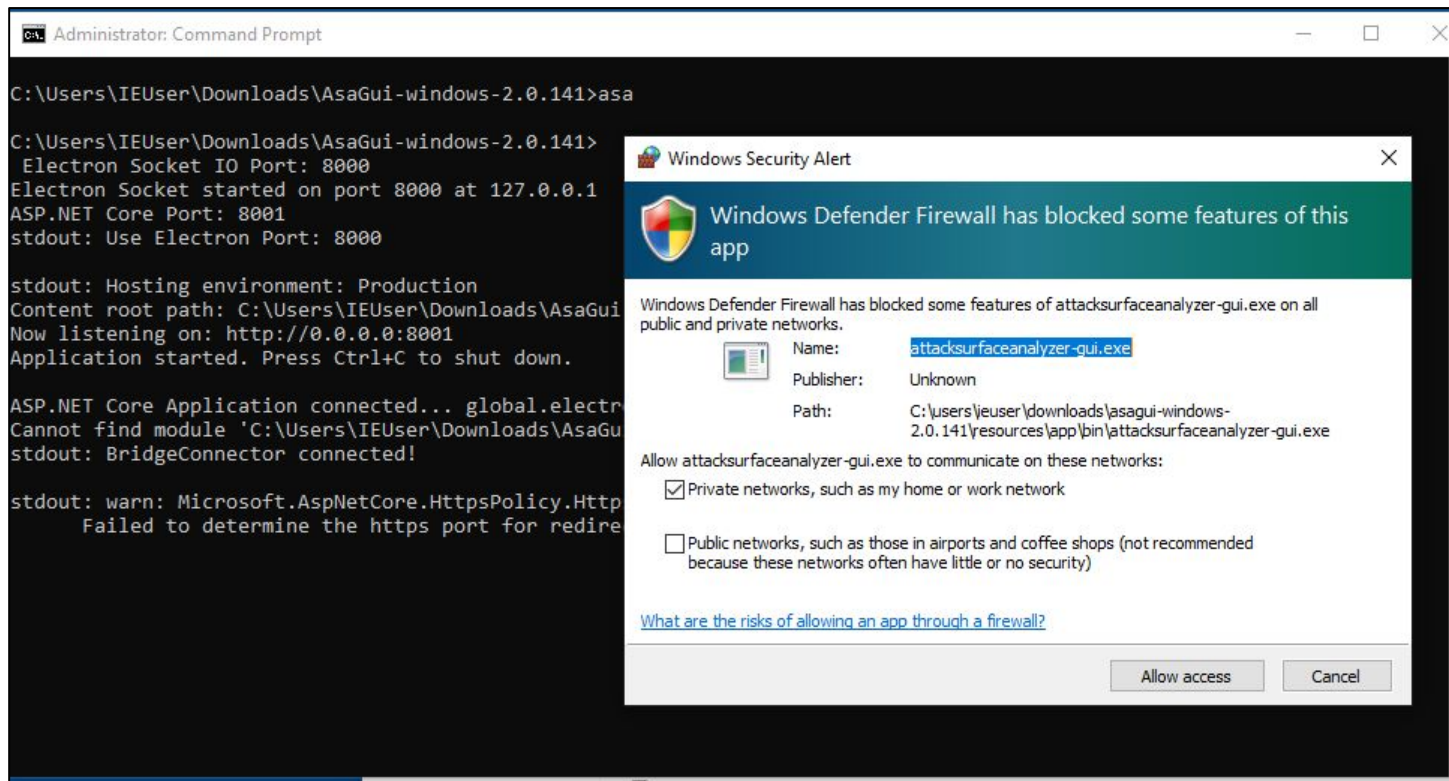 Administrator: Command Prompt
C:\Users\IEUser\Downloads\AsaGui-windows-2.0.141>asa
C:\Users\IEUser\Downloads\AsaGui-windows-2.0.141>
Electron Socket IO Port: 8000
Electron Socket started on port 8000 at 127.0.0.1
ASP.NET Core Port: 8001
stdout: Use Electron Port: 8000
stdout: Hosting environment: Production
Content root path: C:\Users\IEUser\Downloads\AsaGui
Now listening on: http://0.0.0.0:8001
Application started. Press Ctrl+C to shut down.
ASP.NET Core Application connected... global.electr
Cannot find module 'C:\Users\IEUser\Downloads\AsaGu
stdout: BridgeConnector connected!
stdout: warn: Microsoft.AspNetCore.HttpsPolicy.Http
Failed to determine the https port for redire
Windows Security Alert
Windows Defender Firewall has blocked some features of this
app
Windows Defender Firewall has blocked some features of attacksurfaceanalyzer-gui.exe on all
public and private networks.
Name: attacksurfaceanalyzer-gui.exe
Publisher: Unknown
Path: C:\users\ieuser\downloads\asagui-windows-
2.0.141\resources\app\bin\attacksurfaceanalyzer-gui.exe
Allow attacksurfaceanalyzer-gui.exe to communicate on these networks:
Private networks, such as my home or work network
Public networks, such as those in airports and coffee shops (not recommended
because these networks often have little or no security)
What are the risks of allowing an app through a firewall?
Allow access
Cancel